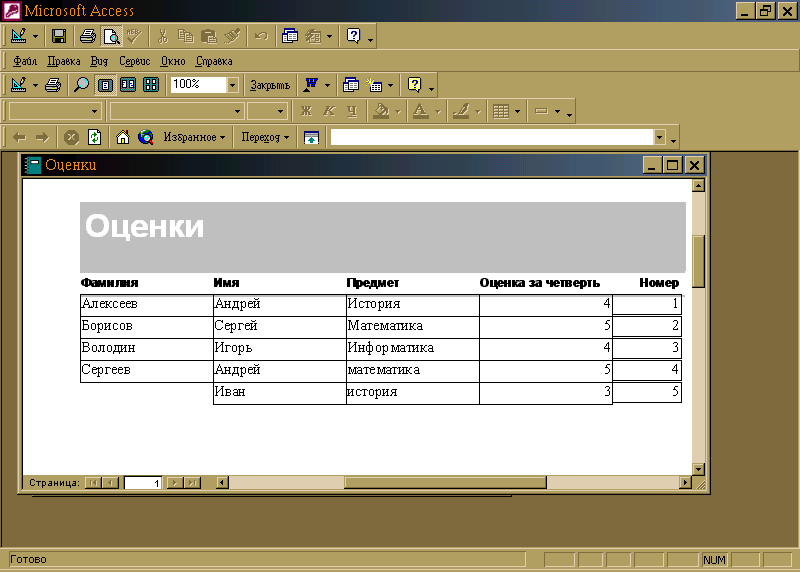 Microsoft Access
Файл Правка Вид Сервис Окно Справка
100% Закрыть
Ж К Ч
Избранное Переход
Оценки
Оценки
Фамилия Имя Предмет Оценка за четверть Номер
Алексеев Андрей История 4 1
Борисов Сергей Математика 5 2
Володин Игорь Информатика 4 3
Сергеев Андрей математика 5 4
Иван история 3 5
Страница: 1
Готово NUM